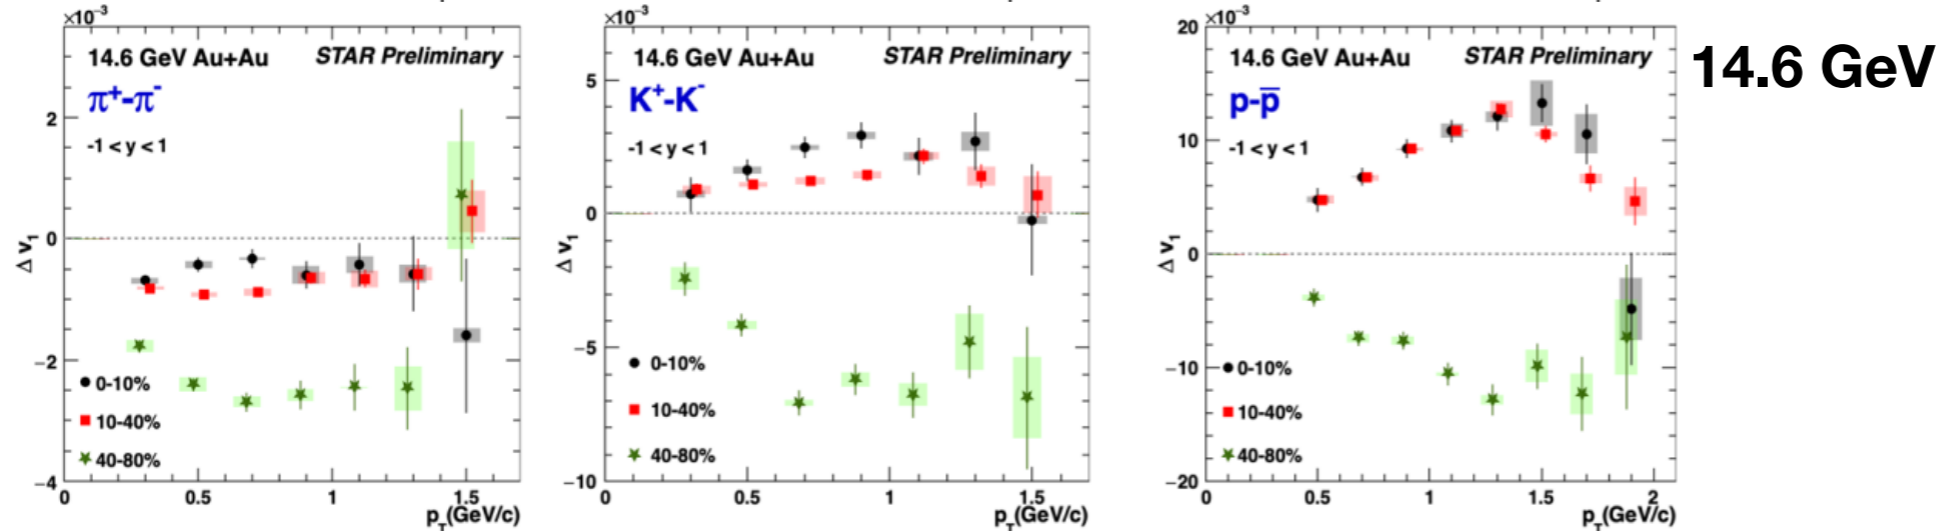 ×10⁻³
14.6 GeV Au+Au STAR Preliminary
π⁺-π⁻
-1 < y < 1
0-10%
10-40%
40-80%
Δ v₁
2
0
−2
−4
0 0.5 1 1.5
p_T(GeV/c)
×10⁻³
14.6 GeV Au+Au STAR Preliminary
K⁺-K⁻
-1 < y < 1
0-10%
10-40%
40-80%
Δ v₁
5
0
−5
−10
0 0.5 1 1.5
p_T(GeV/c)
×10⁻³
14.6 GeV Au+Au STAR Preliminary
p-p̅
-1 < y < 1
0-10%
10-40%
40-80%
Δ v₁
20
10
0
−10
−20
0 0.5 1 1.5 2
p_T(GeV/c)
14.6 GeV